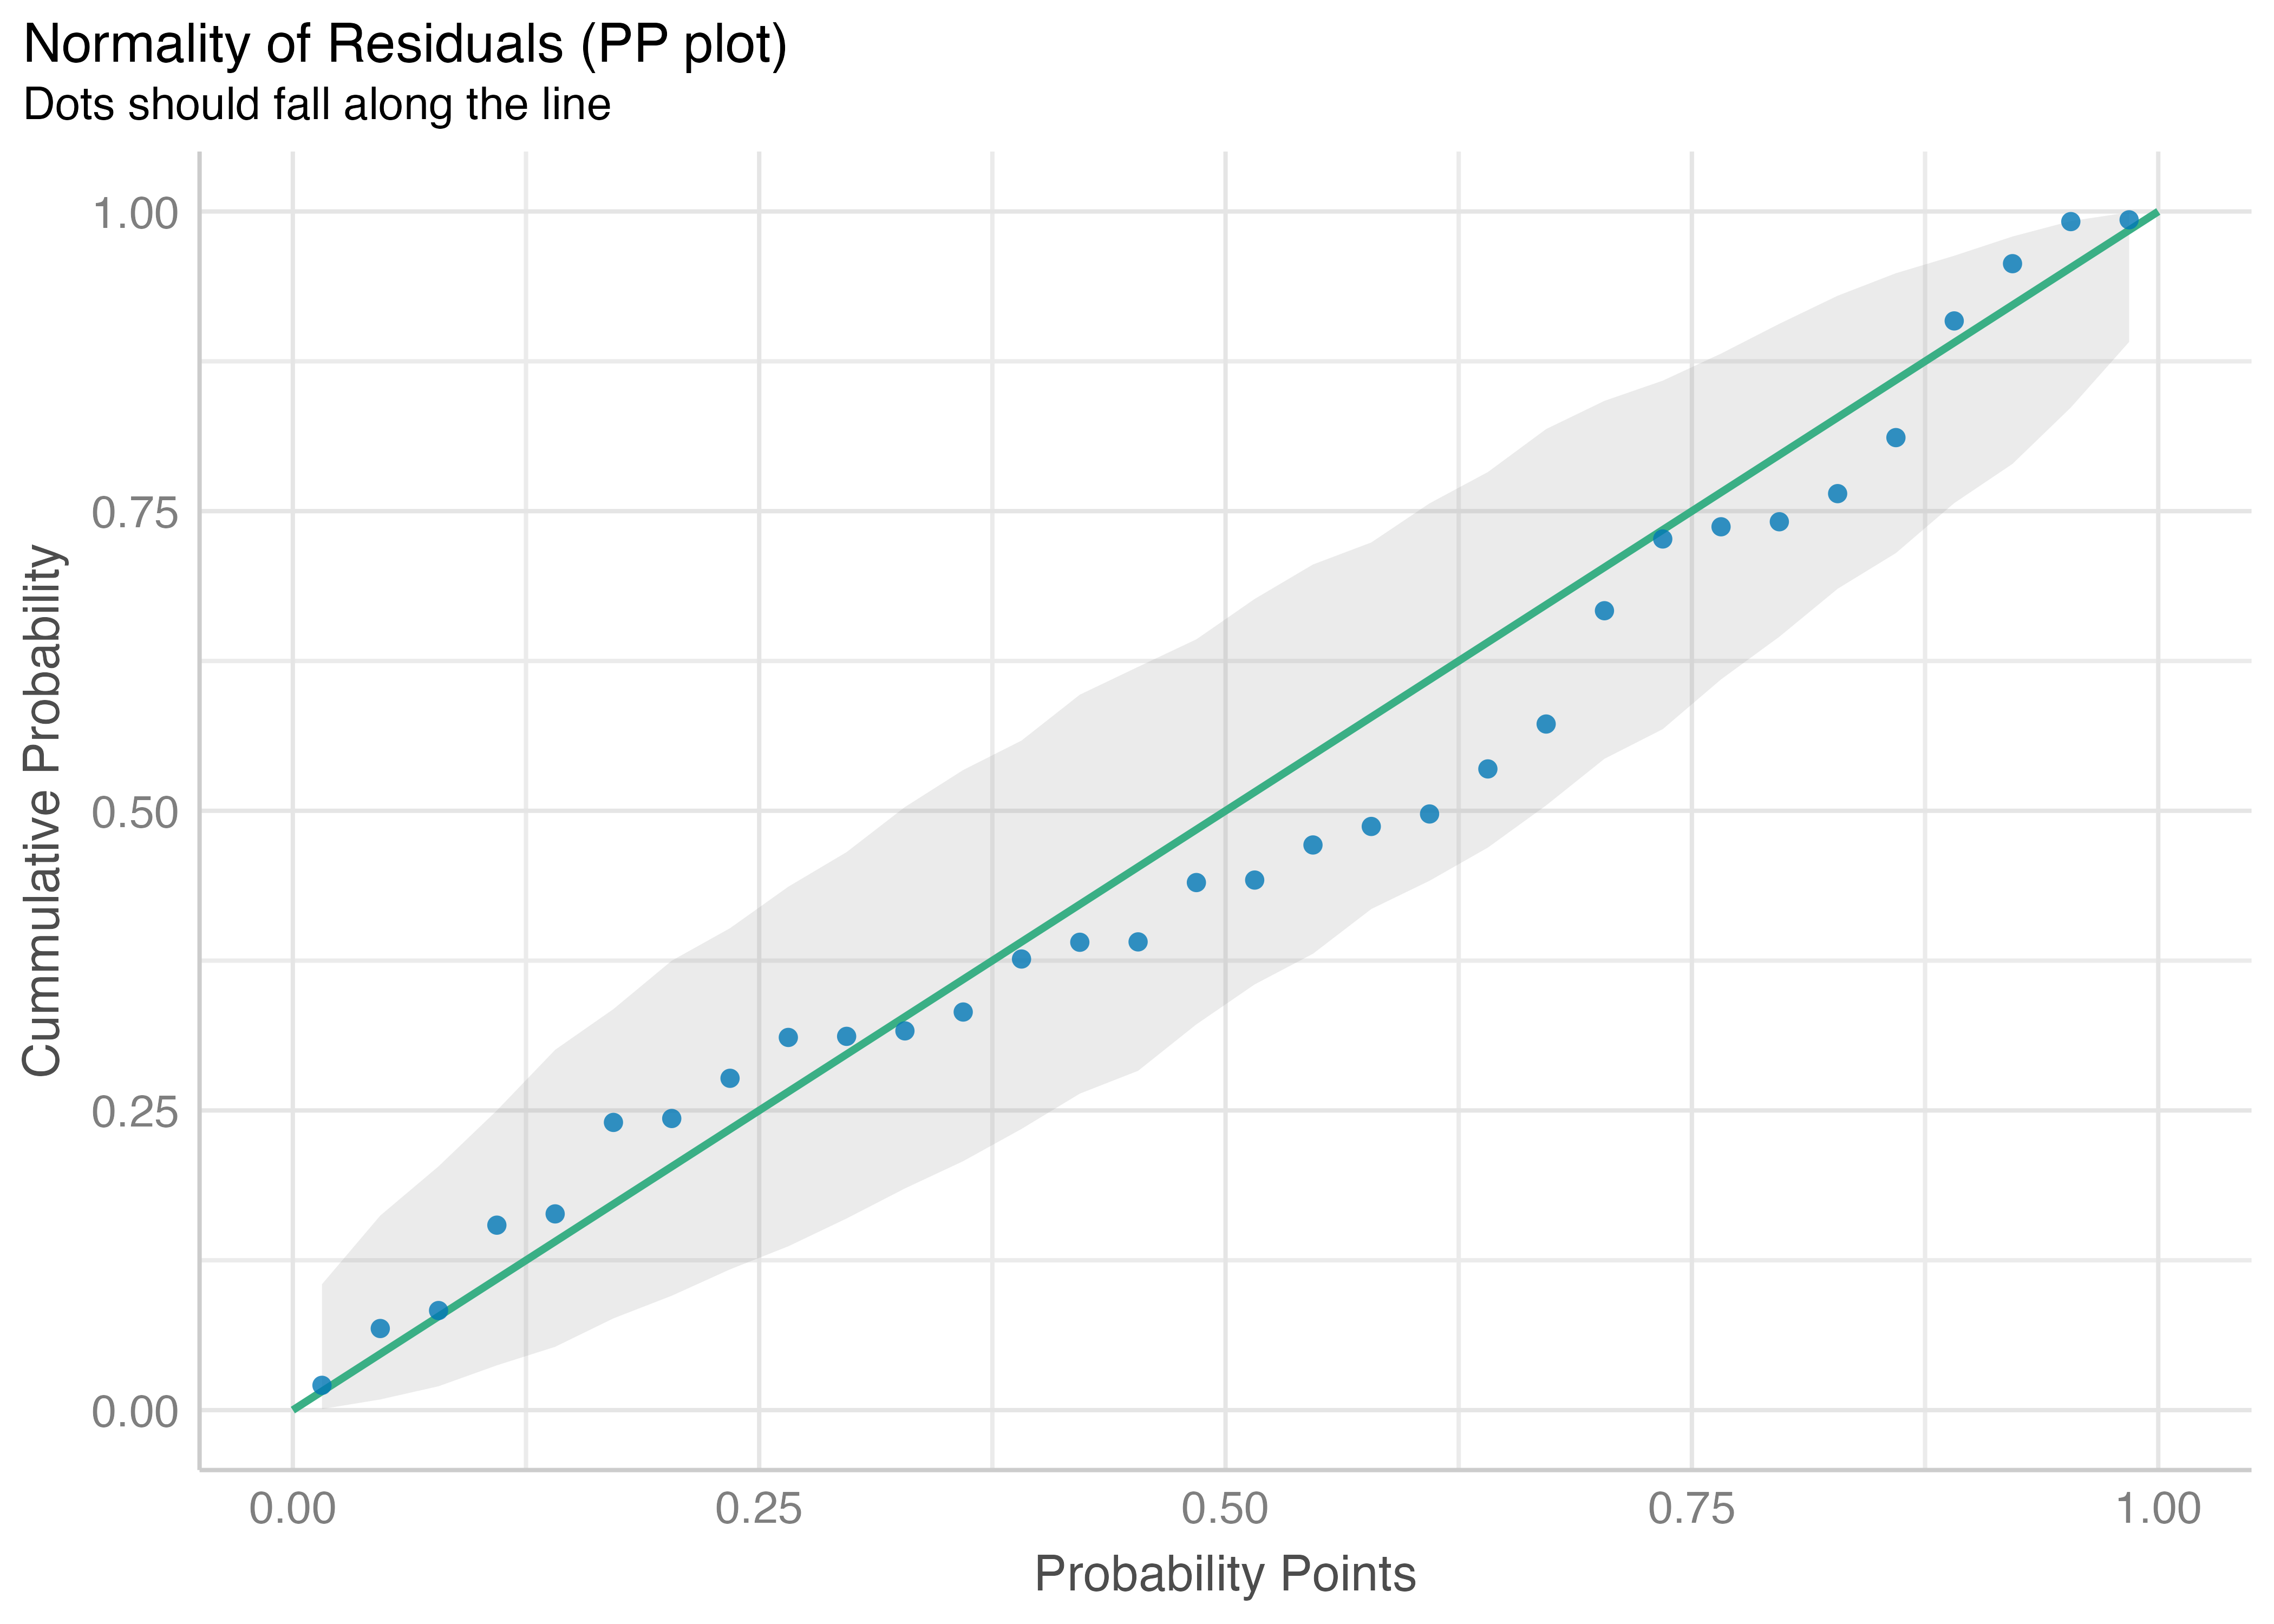 Normality of Residuals (PP plot)
Dots should fall along the line
Cummulative Probability
1.00
0.75
0.50
0.25
0.00
0.00 0.25 0.50 0.75 1.00
Probability Points